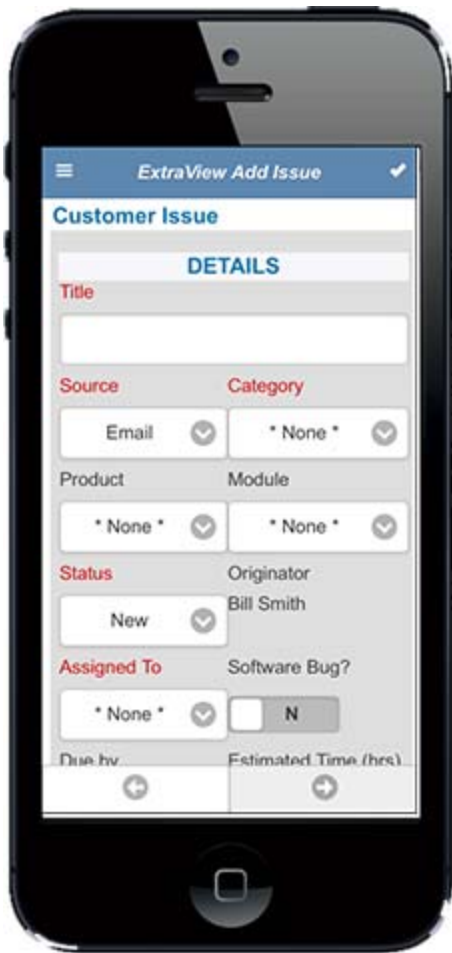 ExtraView Add Issue
Customer Issue
DETAILS
Title
Source Category
Email * None *
Product Module
* None * * None *
Status Originator
New Bill Smith
Assigned To Software Bug?
* None * N
Due by Estimated Time (hrs)